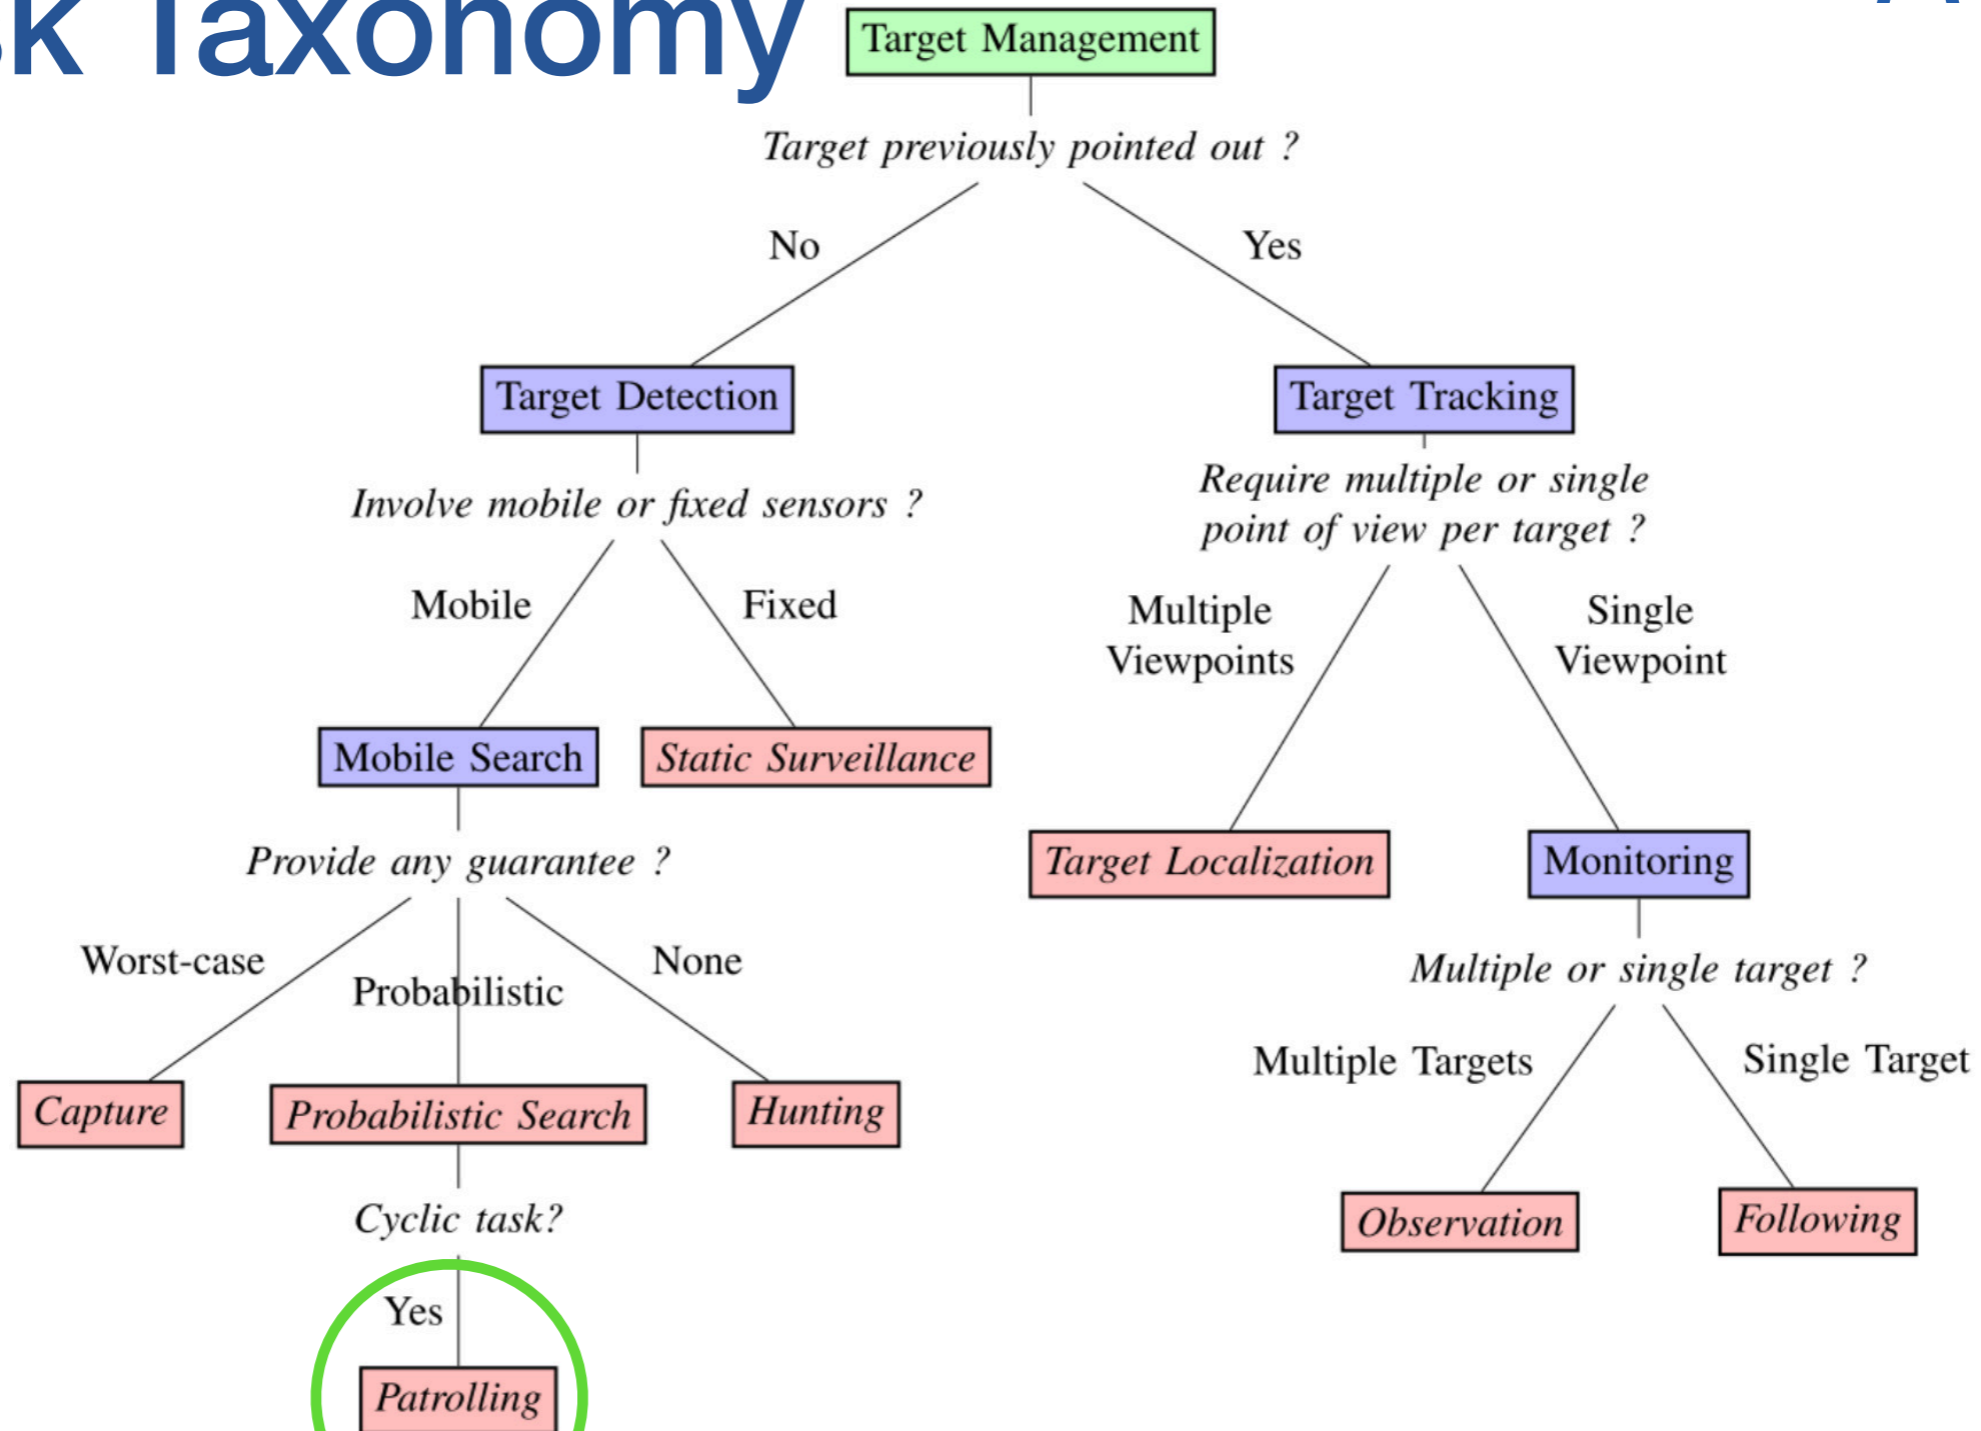 sk Taxonomy
Target Management
Target previously pointed out ?
No
Yes
Target Detection
Target Tracking
Involve mobile or fixed sensors ?
Require multiple or single
point of view per target ?
Mobile
Fixed
Multiple
Viewpoints
Single
Viewpoint
Mobile Search
Static Surveillance
Target Localization
Monitoring
Provide any guarantee ?
Multiple or single target ?
Worst-case
Probabilistic
None
Multiple Targets
Single Target
Capture
Probabilistic Search
Hunting
Observation
Following
Cyclic task?
Yes
Patrolling